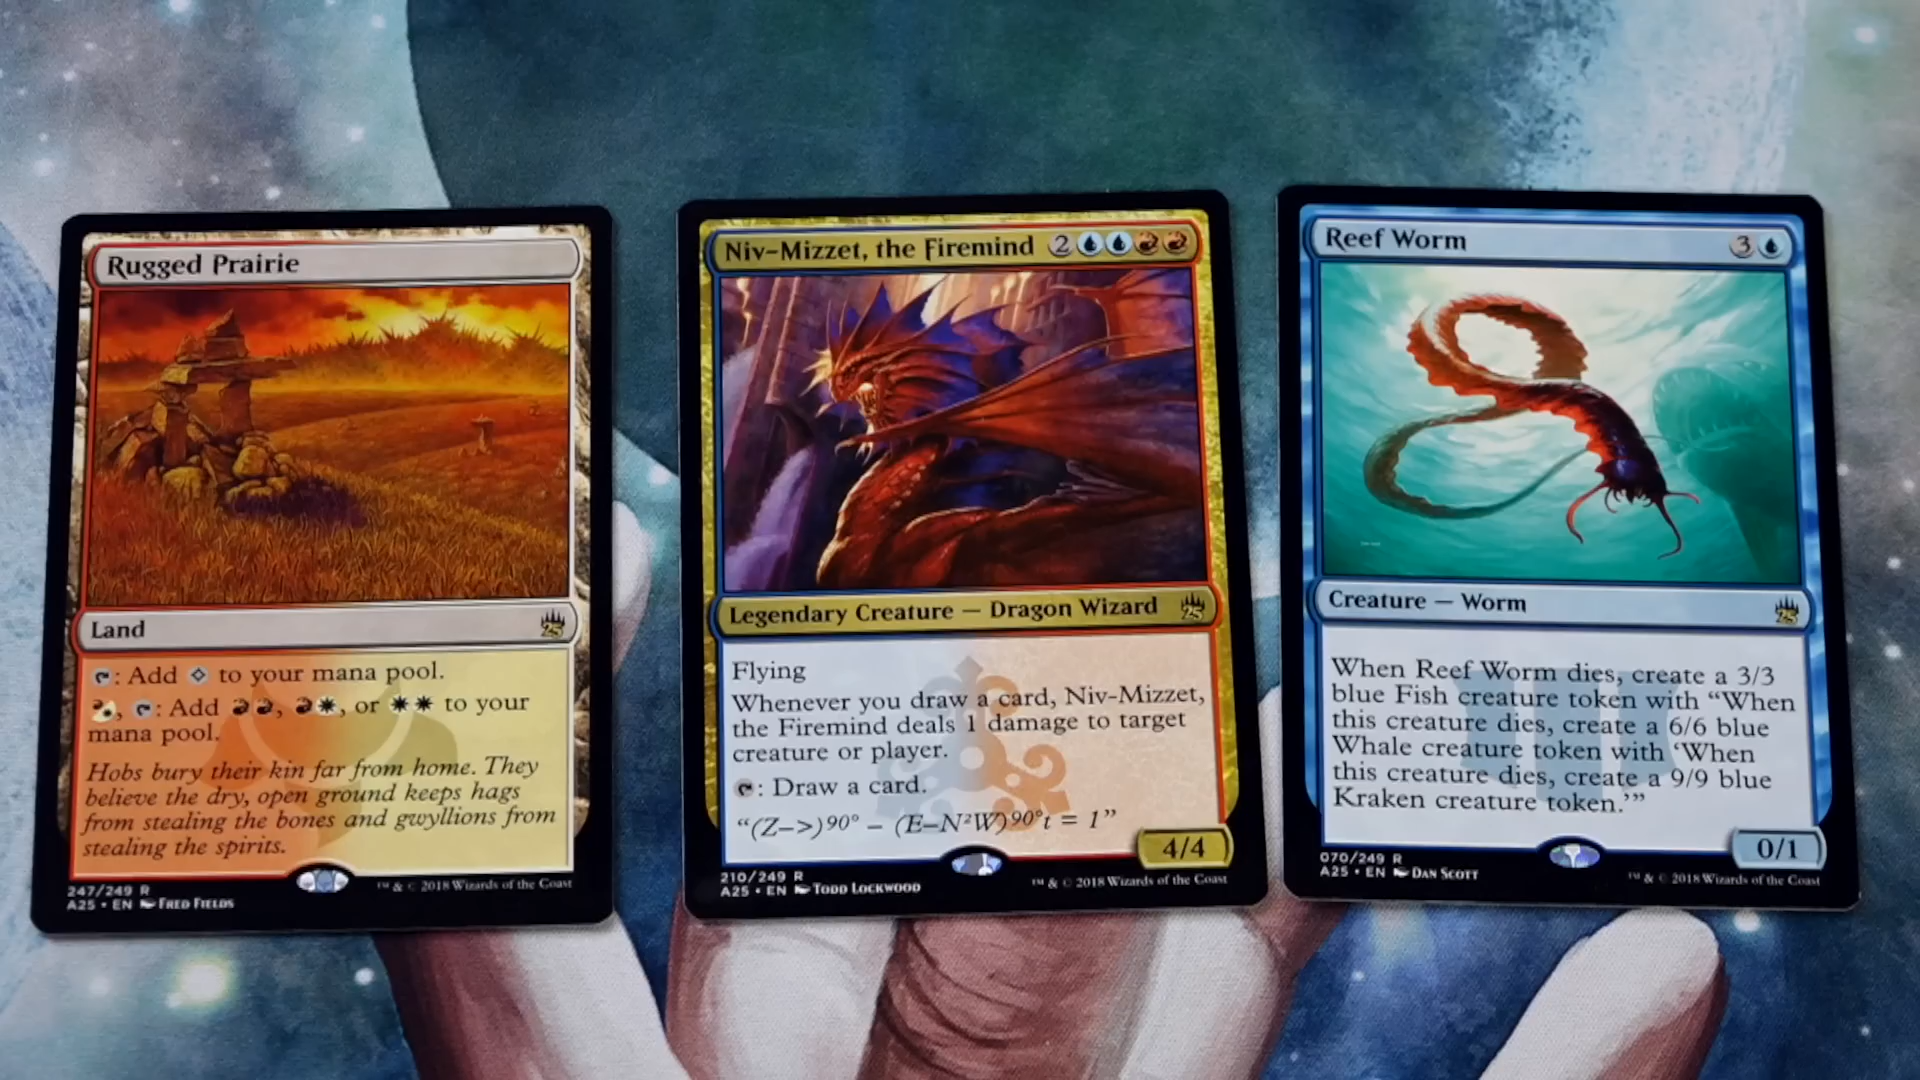 Rugged Prairie
Land
: Add to your mana pool.
, : Add , , or to your
mana pool.
Hobs bury their kin far from home. They
believe the dry, open ground keeps hags
from stealing the bones and gwyllions from
stealing the spirits.
247/249 R
A25 • EN FRED FIELDS
™ & © 2018 Wizards of the Coast
Niv-Mizzet, the Firemind 2
Legendary Creature — Dragon Wizard
25
Flying
Whenever you draw a card, Niv-Mizzet,
the Firemind deals 1 damage to target
creature or player.
: Draw a card.
“(Z–>)90° – (E–N²W)90°t = 1”
4/4
210/249 R
A25 • EN TODD LOCKWOOD
™ & © 2018 Wizards of the Coast
Reef Worm 3
Creature — Worm
25
When Reef Worm dies, create a 3/3
blue Fish creature token with “When
this creature dies, create a 6/6 blue
Whale creature token with ‘When
this creature dies, create a 9/9 blue
Kraken creature token.’”
0/1
070/249 R
A25 • EN DAN SCOTT
™ & © 2018 Wizards of the Coast